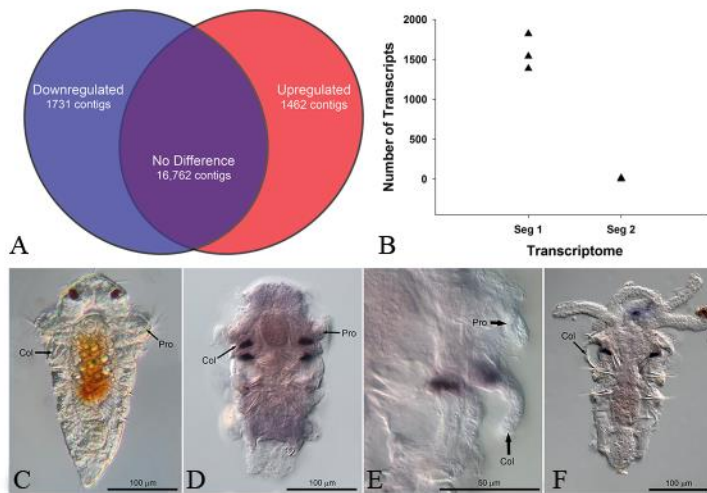 Downregulated
1731 contigs
Upregulated
1462 contigs
No Difference
16,762 contigs
A
Number of Transcripts
2000
1500
1000
500
0
Seg 1
Seg 2
Transcriptome
B
Col
Pro
100 µm
C
Col
Pro
100 µm
D
Pro
Col
50 µm
E
Col
100 µm
F